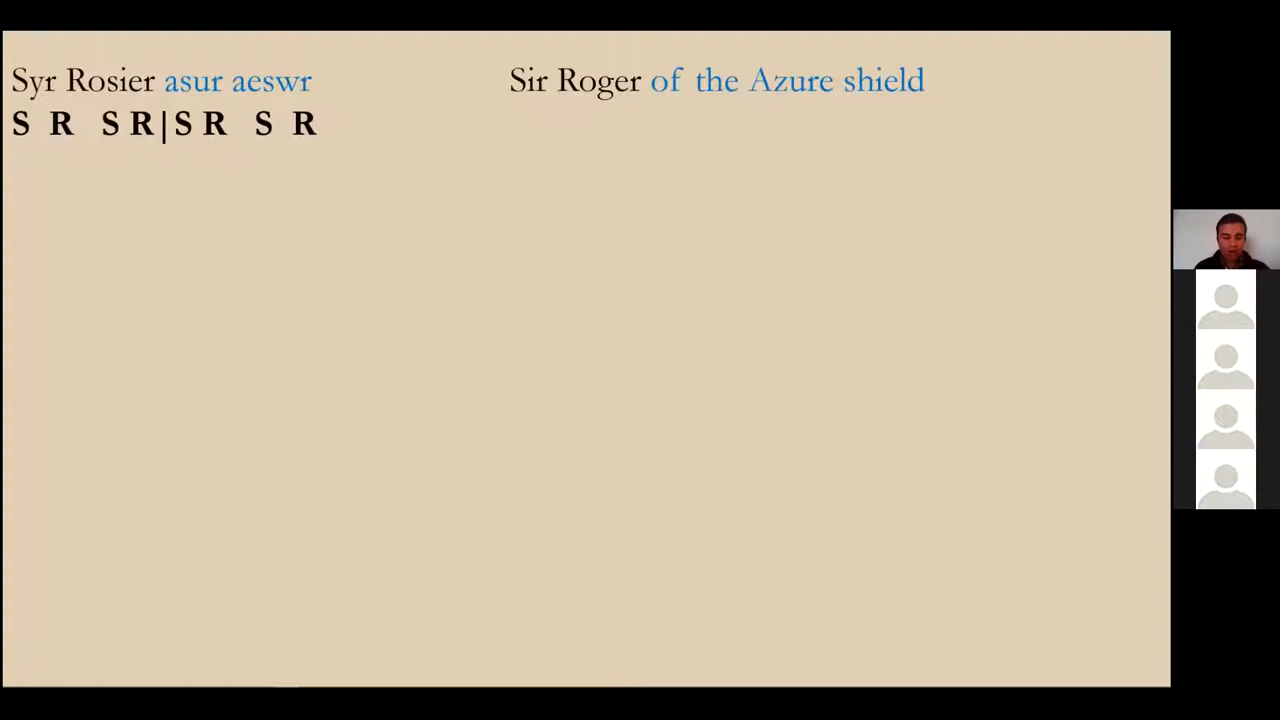 Syr Rosier asur aeswr
S R S R|S R S R
Sir Roger of the Azure shield